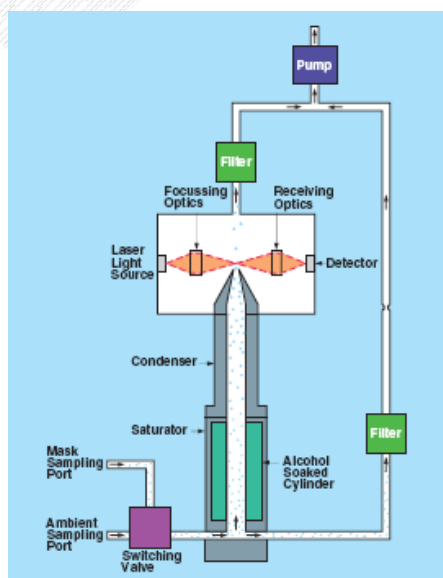 Pump
Filter
Focussing
Optics
Receiving
Optics
Laser
Light
Source
Detector
Condenser
Saturator
Filter
Mask
Sampling
Port
Alcohol
Soaked
Cylinder
Ambient
Sampling
Port
Switching
Valve